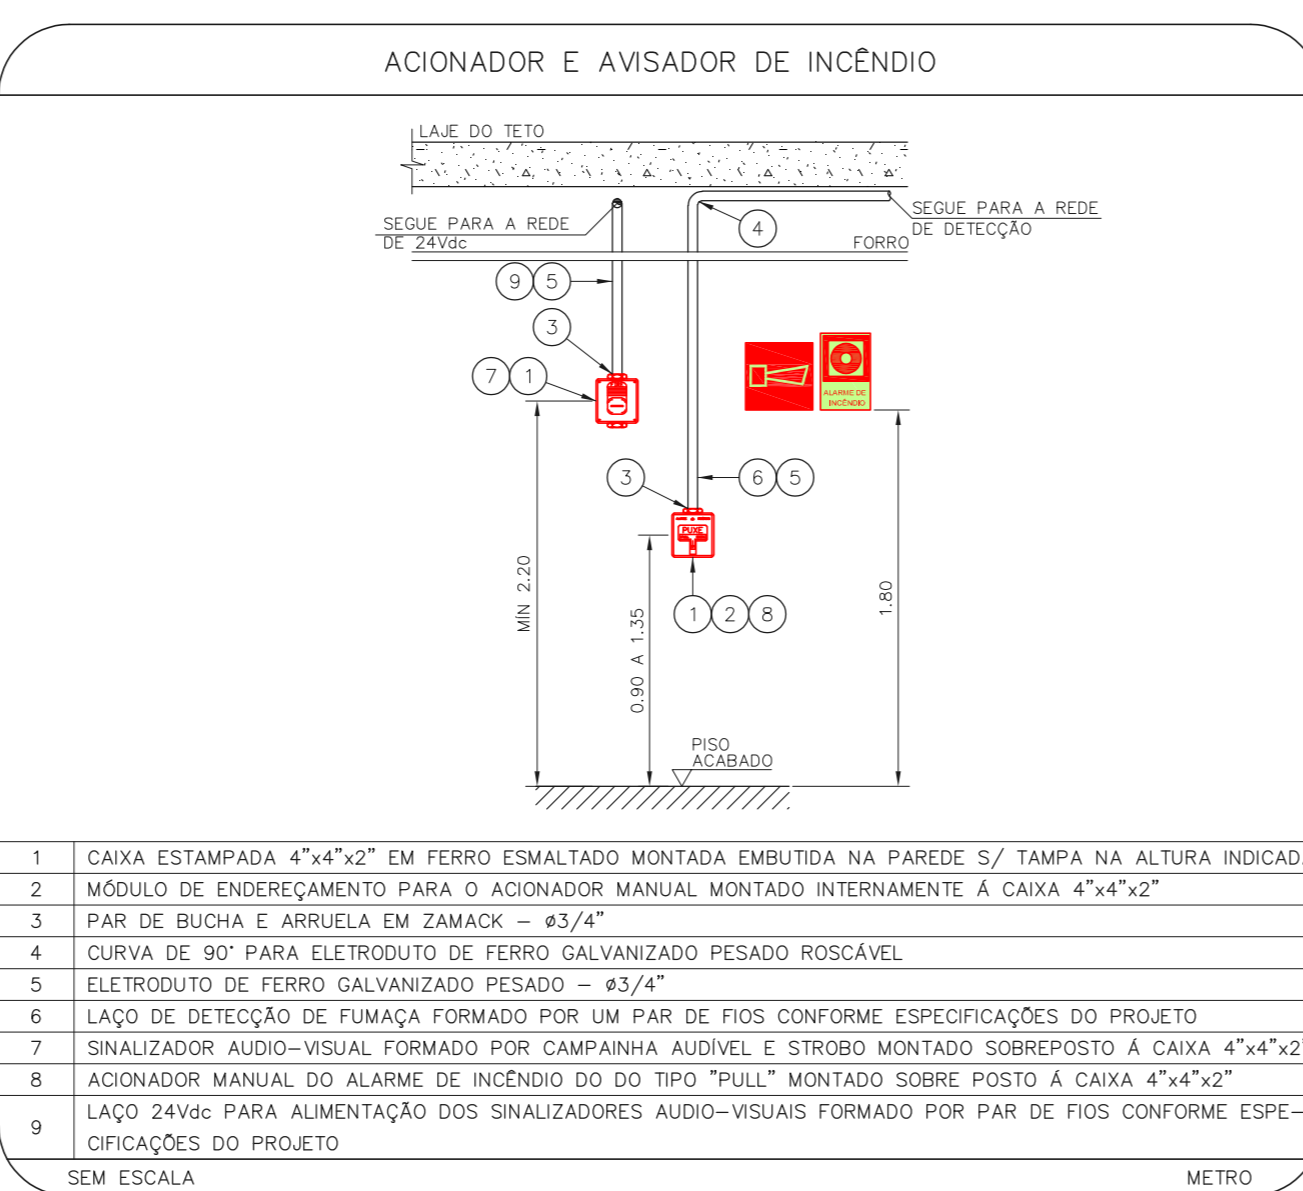 ACIONADOR E AVISADOR DE INCÊNDIO
LAJE DO TETO
SEGUE PARA A REDE
DE 24Vdc
SEGUE PARA A REDE
DE DETECÇÃO
4
FORRO
9 5
3
7 1
ALARME DE
INCÊNDIO
3
6 5
PUXE
1 2 8
MÍN 2.20
0.90 A 1.35
1.80
PISO
ACABADO
1 CAIXA ESTAMPADA 4"x4"x2" EM FERRO ESMALTADO MONTADA EMBUTIDA NA PAREDE S/ TAMPA NA ALTURA INDICAD
2 MÓDULO DE ENDEREÇAMENTO PARA O ACIONADOR MANUAL MONTADO INTERNAMENTE Á CAIXA 4"x4"x2"
3 PAR DE BUCHA E ARRUELA EM ZAMACK – ø3/4"
4 CURVA DE 90° PARA ELETRODUTO DE FERRO GALVANIZADO PESADO ROSCÁVEL
5 ELETRODUTO DE FERRO GALVANIZADO PESADO – ø3/4"
6 LAÇO DE DETECÇÃO DE FUMAÇA FORMADO POR UM PAR DE FIOS CONFORME ESPECIFICAÇÕES DO PROJETO
7 SINALIZADOR AUDIO–VISUAL FORMADO POR CAMPAINHA AUDÍVEL E STROBO MONTADO SOBREPOSTO Á CAIXA 4"x4"x2"
8 ACIONADOR MANUAL DO ALARME DE INCÊNDIO DO DO TIPO "PULL" MONTADO SOBRE POSTO Á CAIXA 4"x4"x2"
9 LAÇO 24Vdc PARA ALIMENTAÇÃO DOS SINALIZADORES AUDIO–VISUAIS FORMADO POR PAR DE FIOS CONFORME ESPE–
CIFICAÇÕES DO PROJETO
SEM ESCALA
METRO